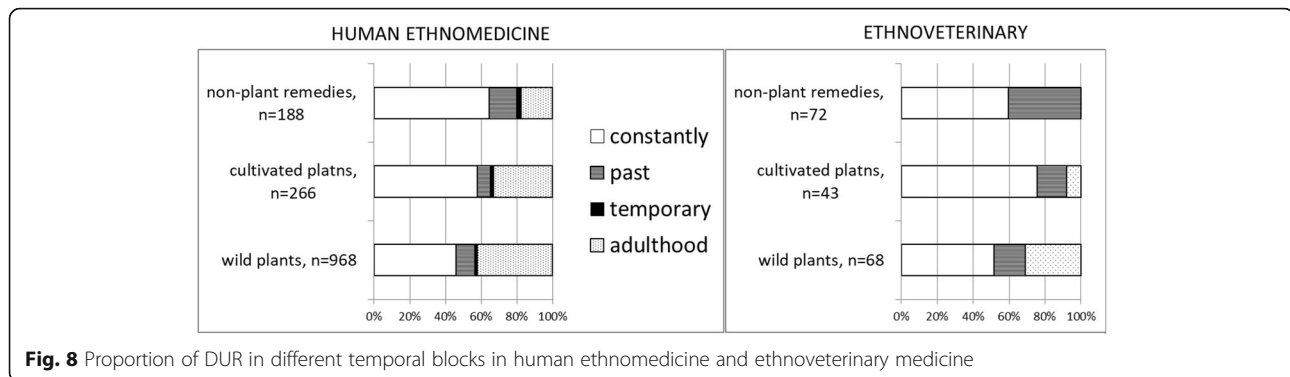 HUMAN ETHNOMEDICINE
non-plant remedies,
n=188
cultivated platns,
n=266
wild plants, n=968
0% 20% 40% 60% 80% 100%
constantly
past
temporary
adulthood
ETHNOVETERINARY
non-plant remedies,
n=72
cultivated platns,
n=43
wild plants, n=68
0% 20% 40% 60% 80% 100%
Fig. 8 Proportion of DUR in different temporal blocks in human ethnomedicine and ethnoveterinary medicine